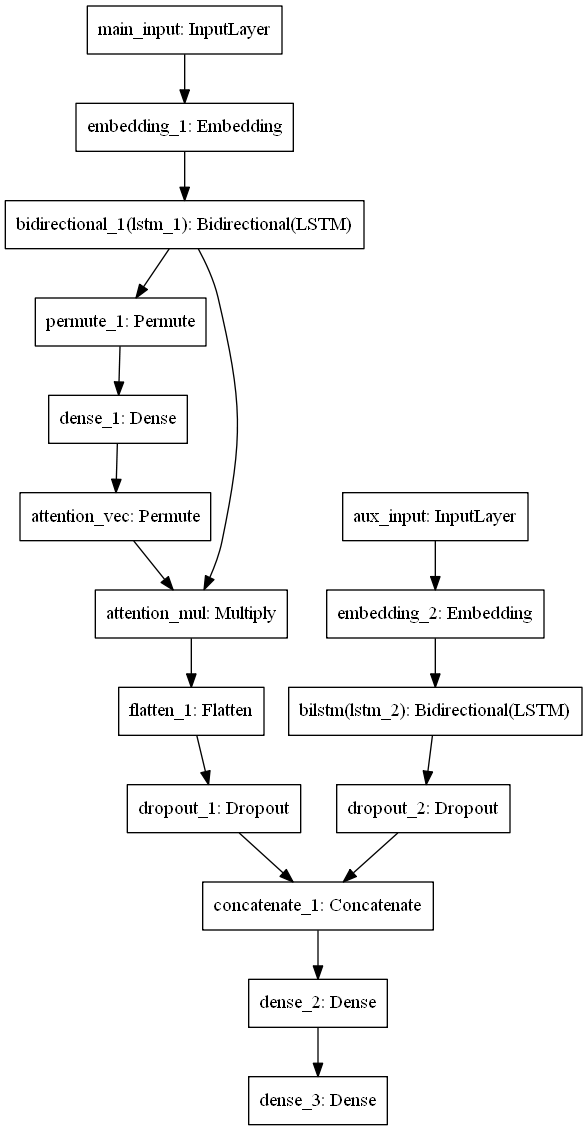 main_input: InputLayer
embedding_1: Embedding
bidirectional_1(lstm_1): Bidirectional(LSTM)
permute_1: Permute
dense_1: Dense
attention_vec: Permute
aux_input: InputLayer
attention_mul: Multiply
embedding_2: Embedding
flatten_1: Flatten
bilstm(lstm_2): Bidirectional(LSTM)
dropout_1: Dropout
dropout_2: Dropout
concatenate_1: Concatenate
dense_2: Dense
dense_3: Dense